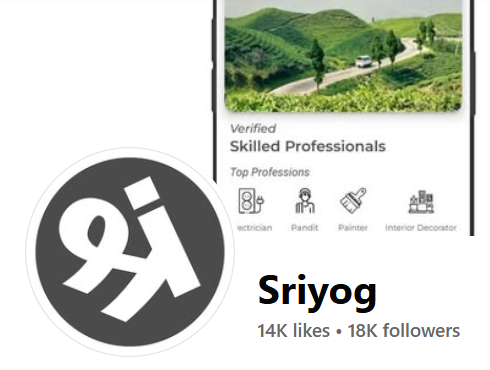 Verified
Skilled Professionals
Top Professions
ectrician Pandit Painter Interior Decorator
Sriyog
14K likes • 18K followers